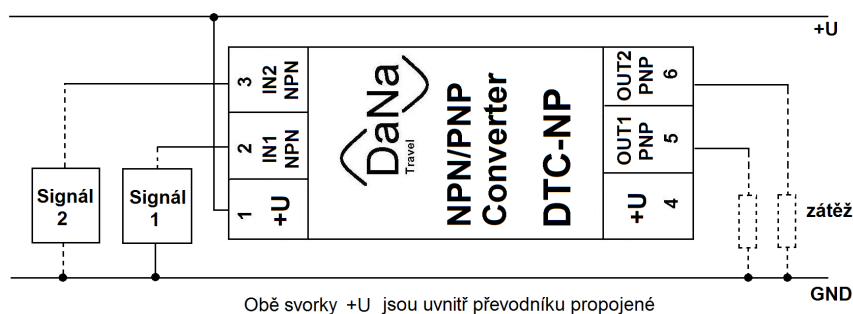 +U
3
IN2
NPN
2
IN1
NPN
1
+U
DaNa
Travel
NPN/PNP
Converter
DTC-NP
OUT2
PNP
6
OUT1
PNP
5
+U
4
Signál
2
Signál
1
zátěž
GND
Obě svorky +U jsou uvnitř převodníku propojené